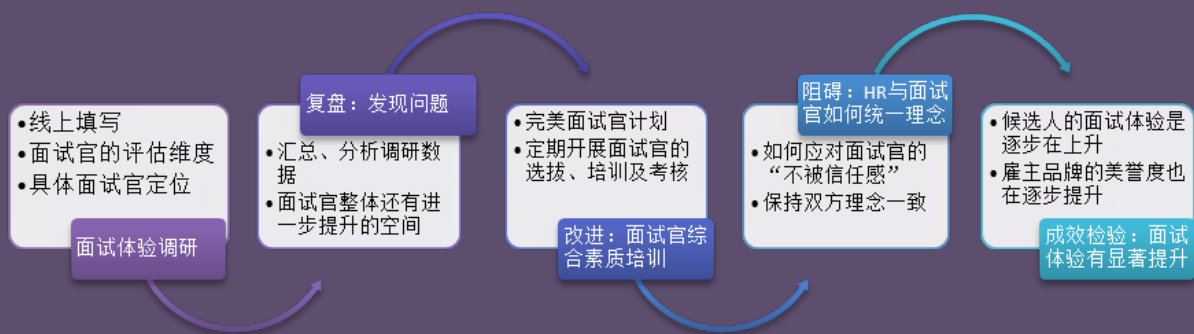 • 线上填写
• 面试官的评估维度
• 具体面试官定位
面试体验调研
复盘：发现问题
• 汇总、分析调研数
据
• 面试官整体还有进
一步提升的空间
• 完美面试官计划
• 定期开展面试官的
选拔、培训及考核
改进：面试官综
合素质培训
阻碍：HR与面试
官如何统一理念
• 如何应对面试官的
“不被信任感”
• 保持双方理念一致
• 候选人的面试体验是
逐步在上升
• 雇主品牌的美誉度也
在逐步提升
成效检验：面试
体验有显著提升